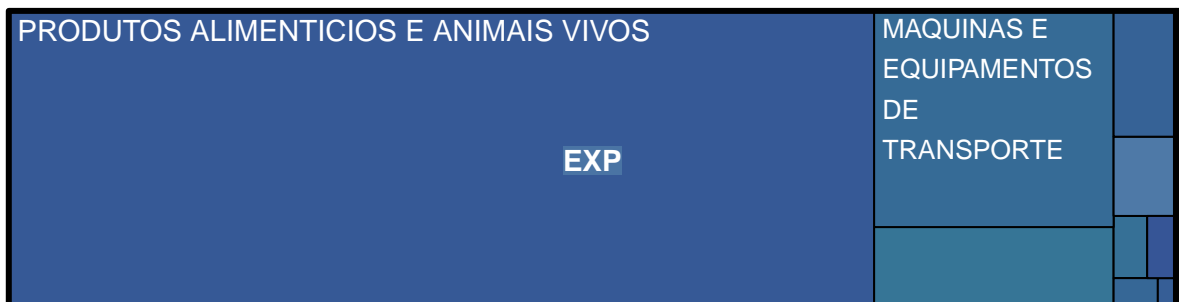 PRODUTOS ALIMENTICIOS E ANIMAIS VIVOS
MAQUINAS E
EQUIPAMENTOS
DE
TRANSPORTE
EXP